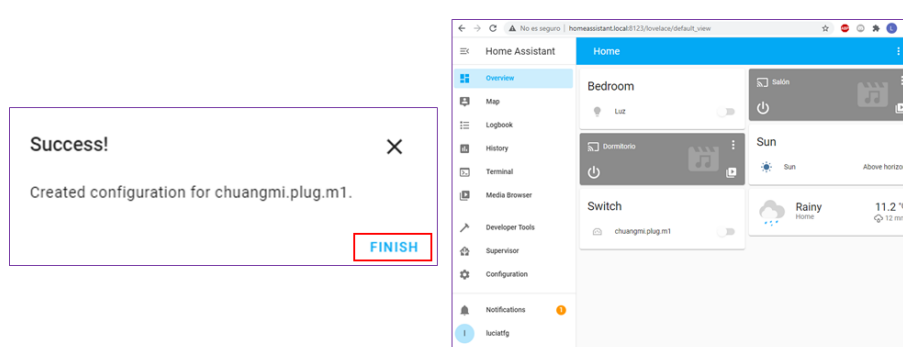 Success!
Created configuration for chuangmi.plug.m1.
FINISH
No es seguro | homeassistant.local:8123/lovelace/default_view
L
Home Assistant
Home
Overview
Map
Logbook
History
Terminal
Media Browser
Developer Tools
Supervisor
Configuration
Notifications 1
l luciatfg
Bedroom
Luz
Dormitorio
Switch
chuangmi.plug.m1
Salón
Sun
Sun Above horizo
Rainy 11.2 °
Home 12 mr